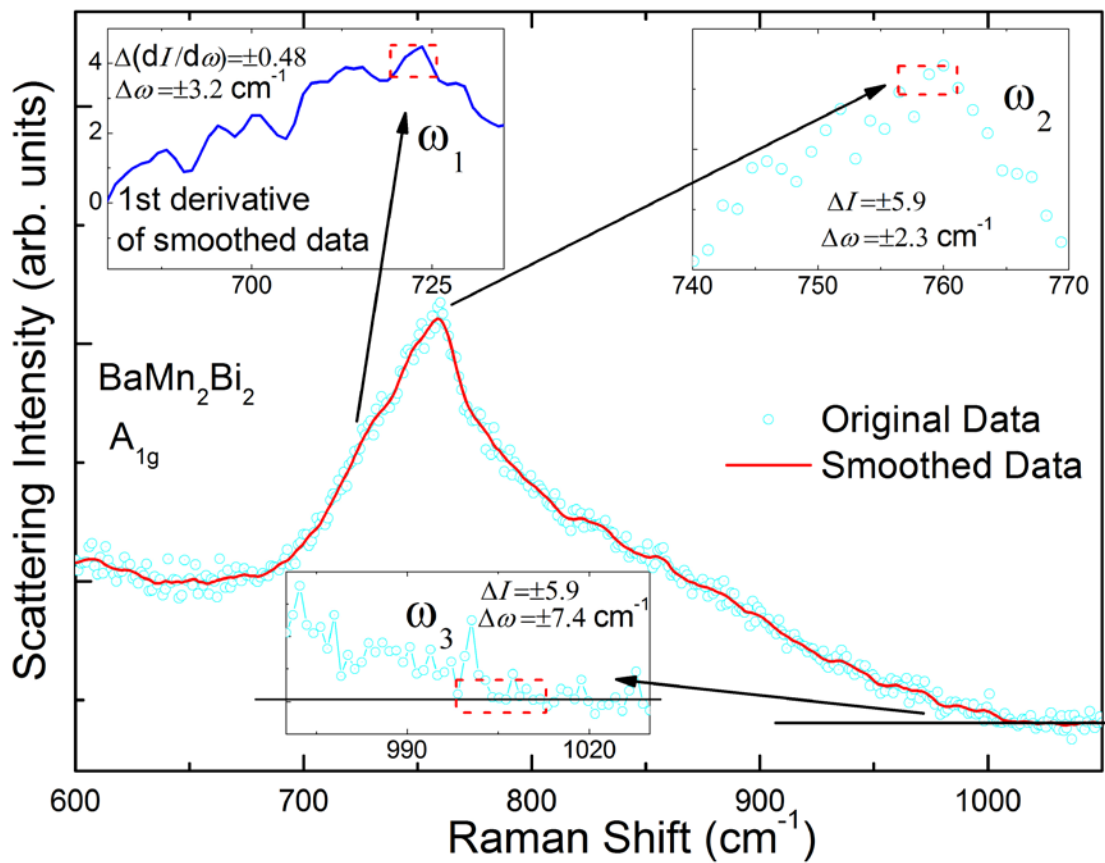 Δ(dI/dω)=±0.48
Δω=±3.2 cm⁻¹
4
2
0
ω₁
1st derivative
of smoothed data
700
725
ω₂
ΔI=±5.9
Δω=±2.3 cm⁻¹
740
750
760
770
Scattering Intensity (arb. units)
BaMn₂Bi₂
A₁g
Original Data
Smoothed Data
ω₃
ΔI=±5.9
Δω=±7.4 cm⁻¹
990
1020
600
700
800
900
1000
Raman Shift (cm⁻¹)